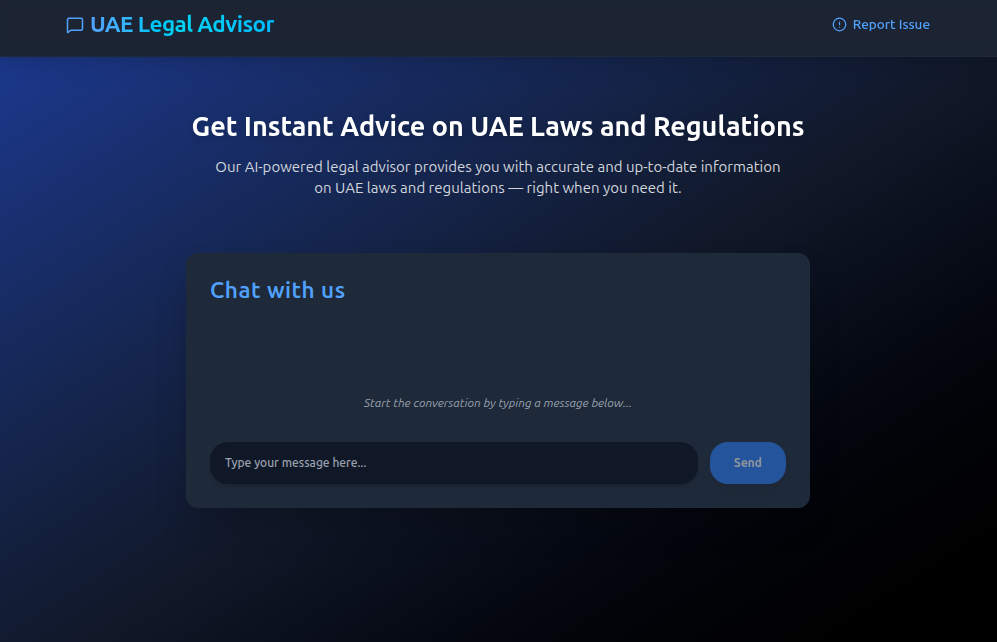 UAE Legal Advisor
Report Issue
Get Instant Advice on UAE Laws and Regulations
Our AI-powered legal advisor provides you with accurate and up-to-date information
on UAE laws and regulations — right when you need it.
Chat with us
Start the conversation by typing a message below...
Type your message here...
Send